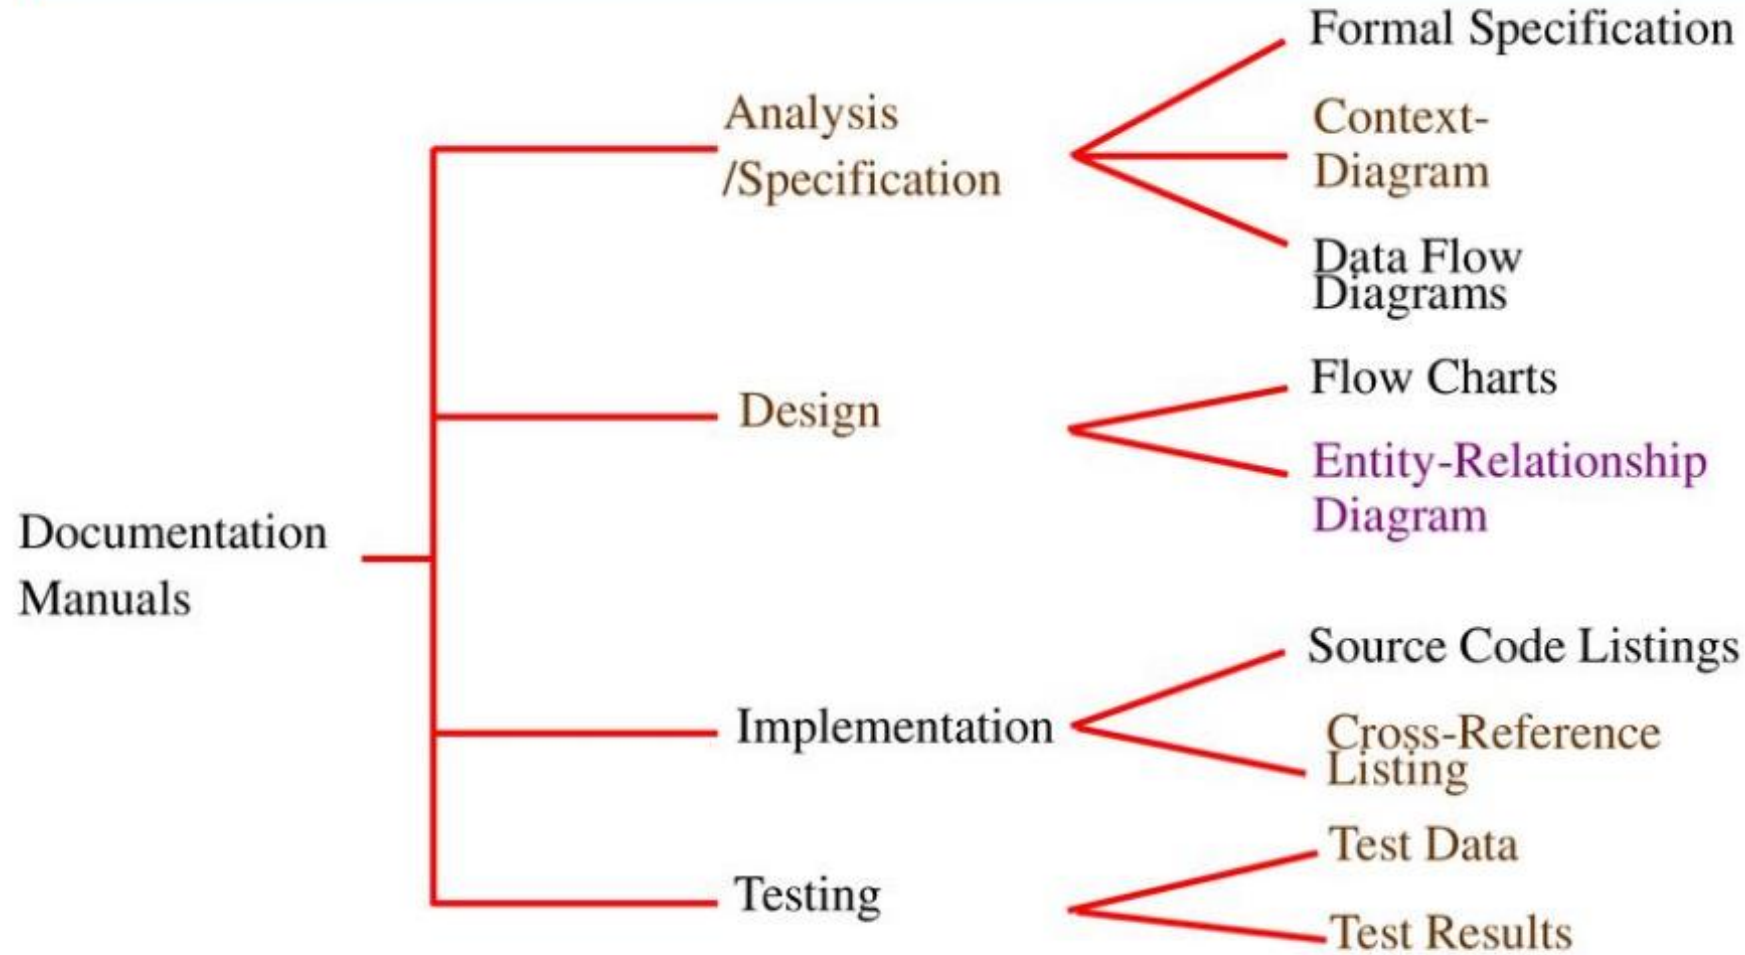 Formal Specification
Analysis
/Specification
Context-
Diagram
Data Flow
Diagrams
Design
Flow Charts
Entity-Relationship
Diagram
Documentation
Manuals
Implementation
Source Code Listings
Cross-Reference
Listing
Testing
Test Data
Test Results